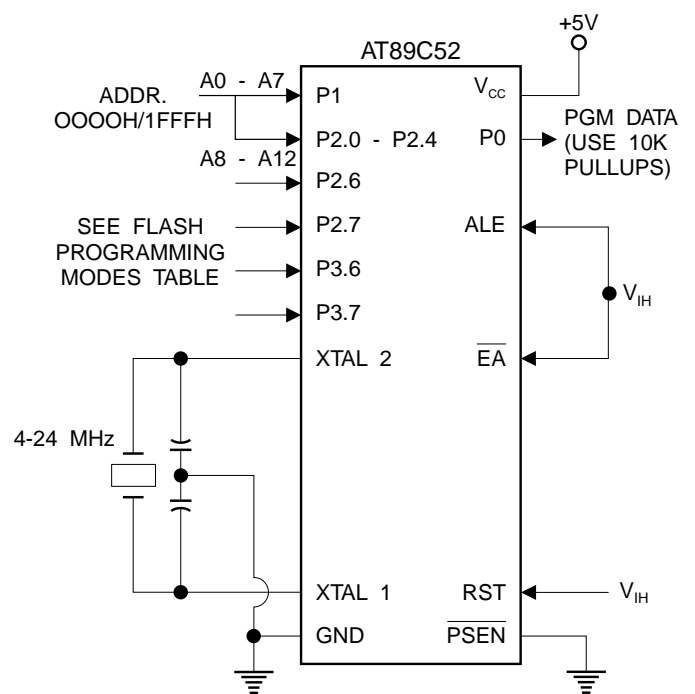 +5V
AT89C52
A0 - A7
ADDR.
OOOOH/1FFFH
P1
VCC
P2.0 - P2.4
P0
PGM DATA
(USE 10K
PULLUPS)
A8 - A12
P2.6
SEE FLASH
PROGRAMMING
MODES TABLE
P2.7
ALE
P3.6
VIH
P3.7
XTAL 2
EA
4-24 MHz
XTAL 1
RST
VIH
GND
PSEN